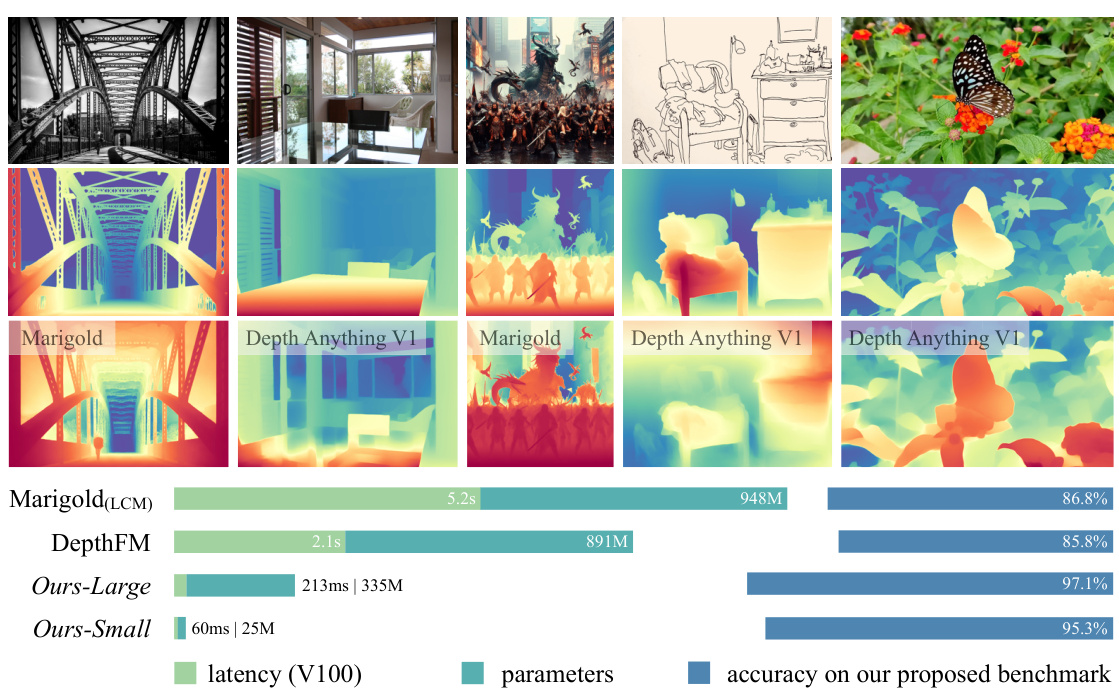 Marigold
Depth Anything V1
Marigold
Depth Anything V1
Depth Anything V1
Marigold(LCM) 5.2s 948M 86.8%
DepthFM 2.1s 891M 85.8%
Ours-Large 213ms | 335M 97.1%
Ours-Small 60ms | 25M 95.3%
latency (V100) parameters accuracy on our proposed benchmark